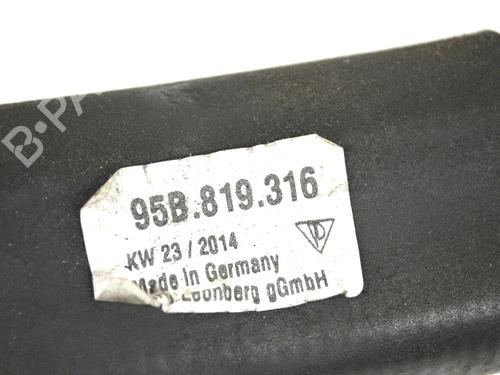 95B.819.316
KW 23 / 2014
Made in Germany
Leonberg gGmbH